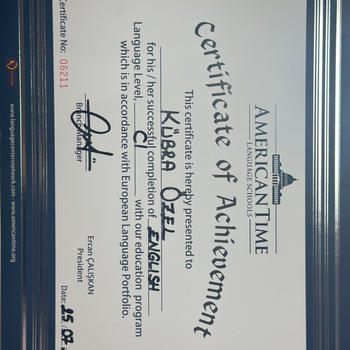 AMERICAN TIME
LANGUAGE SCHOOLS
Certificate of Achievement
This certificate is hereby presented to
KÜBRA ÖZEL
for his / her successful completion of ENGLISH
Language Level, C1 with our education program
which is in accordance with European Language Portfolio.
Branch Manager
Ercan ÇALIŞKAN
President
Certificate No: 06211
Date: 25/07
www.languagecentersnetwork.com - www.americantime.org